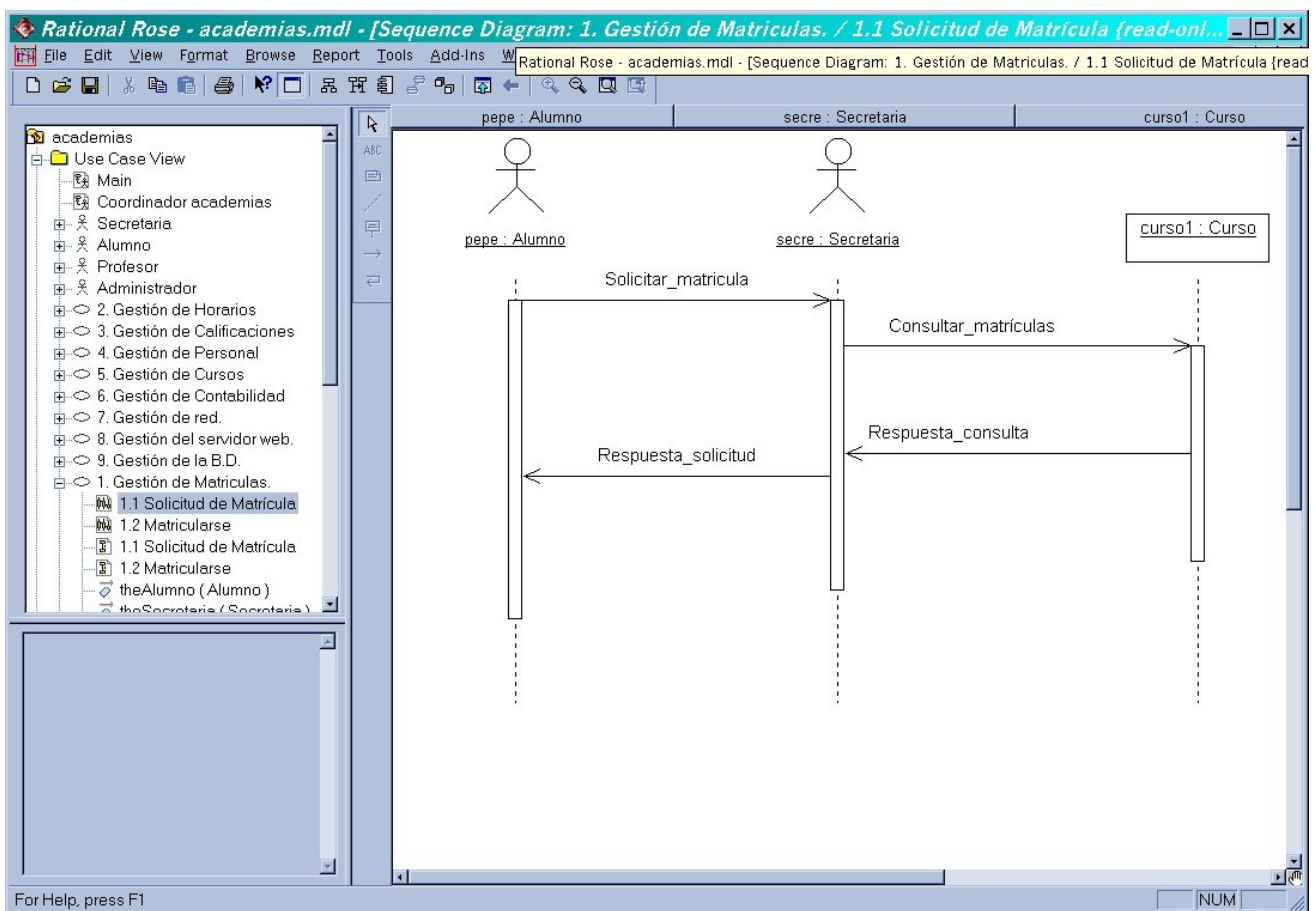 Rational Rose - academias.mdl - [Sequence Diagram: 1. Gestión de Matriculas. / 1.1 Solicitud de Matrícula {read-onl...
File Edit View Format Browse Report Tools Add-Ins W
Rational Rose - academias.mdl - [Sequence Diagram: 1. Gestión de Matriculas. / 1.1 Solicitud de Matrícula {read
pepe : Alumno
secre : Secretaria
curso1 : Curso
ABC
academias
Use Case View
Main
Coordinador academias
Secretaria
Alumno
Profesor
Administrador
2. Gestión de Horarios
3. Gestión de Calificaciones
4. Gestión de Personal
5. Gestión de Cursos
6. Gestión de Contabilidad
7. Gestión de red.
8. Gestión del servidor web.
9. Gestión de la B.D.
1. Gestión de Matriculas.
1.1 Solicitud de Matrícula
1.2 Matricularse
1.1 Solicitud de Matrícula
1.2 Matricularse
theAlumno ( Alumno )
theSecretaria ( Secretaria )
pepe : Alumno
secre : Secretaria
curso1 : Curso
Solicitar_matricula
Consultar_matrículas
Respuesta_consulta
Respuesta_solicitud
For Help, press F1
NUM